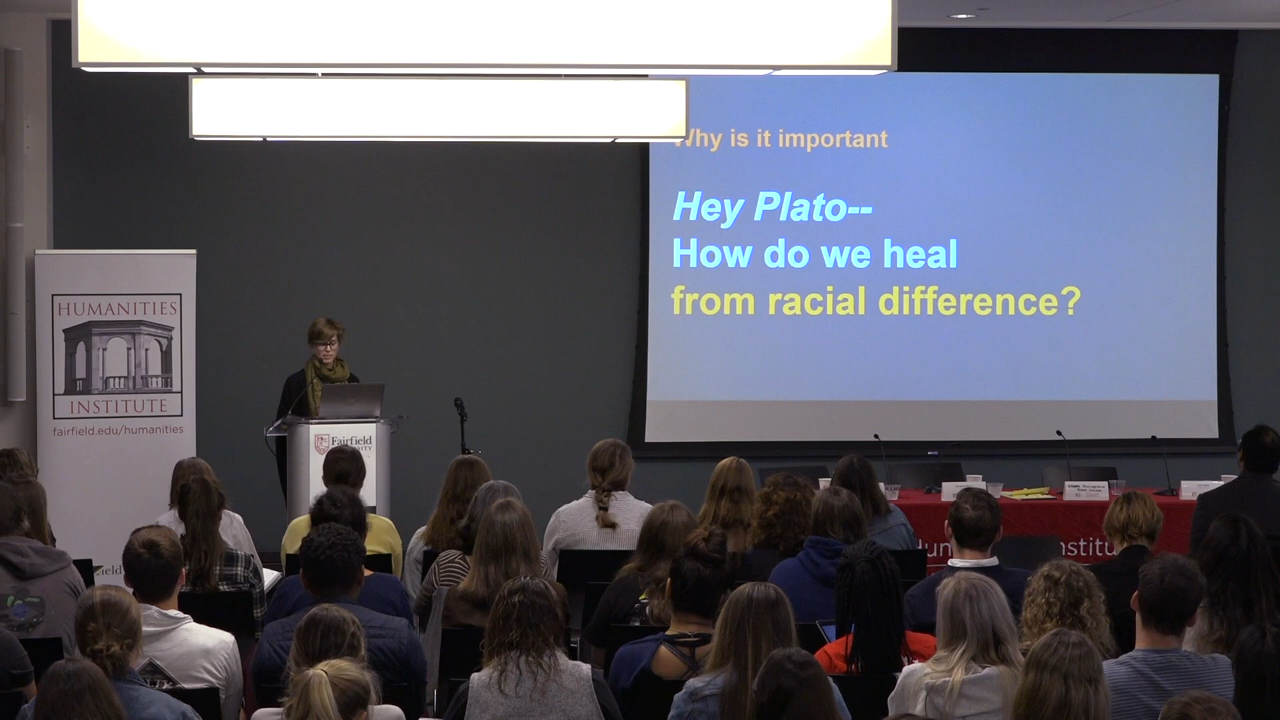 Why is it important
Hey Plato--
How do we heal
from racial difference?
HUMANITIES
INSTITUTE
fairfield.edu/humanities
Fairfield